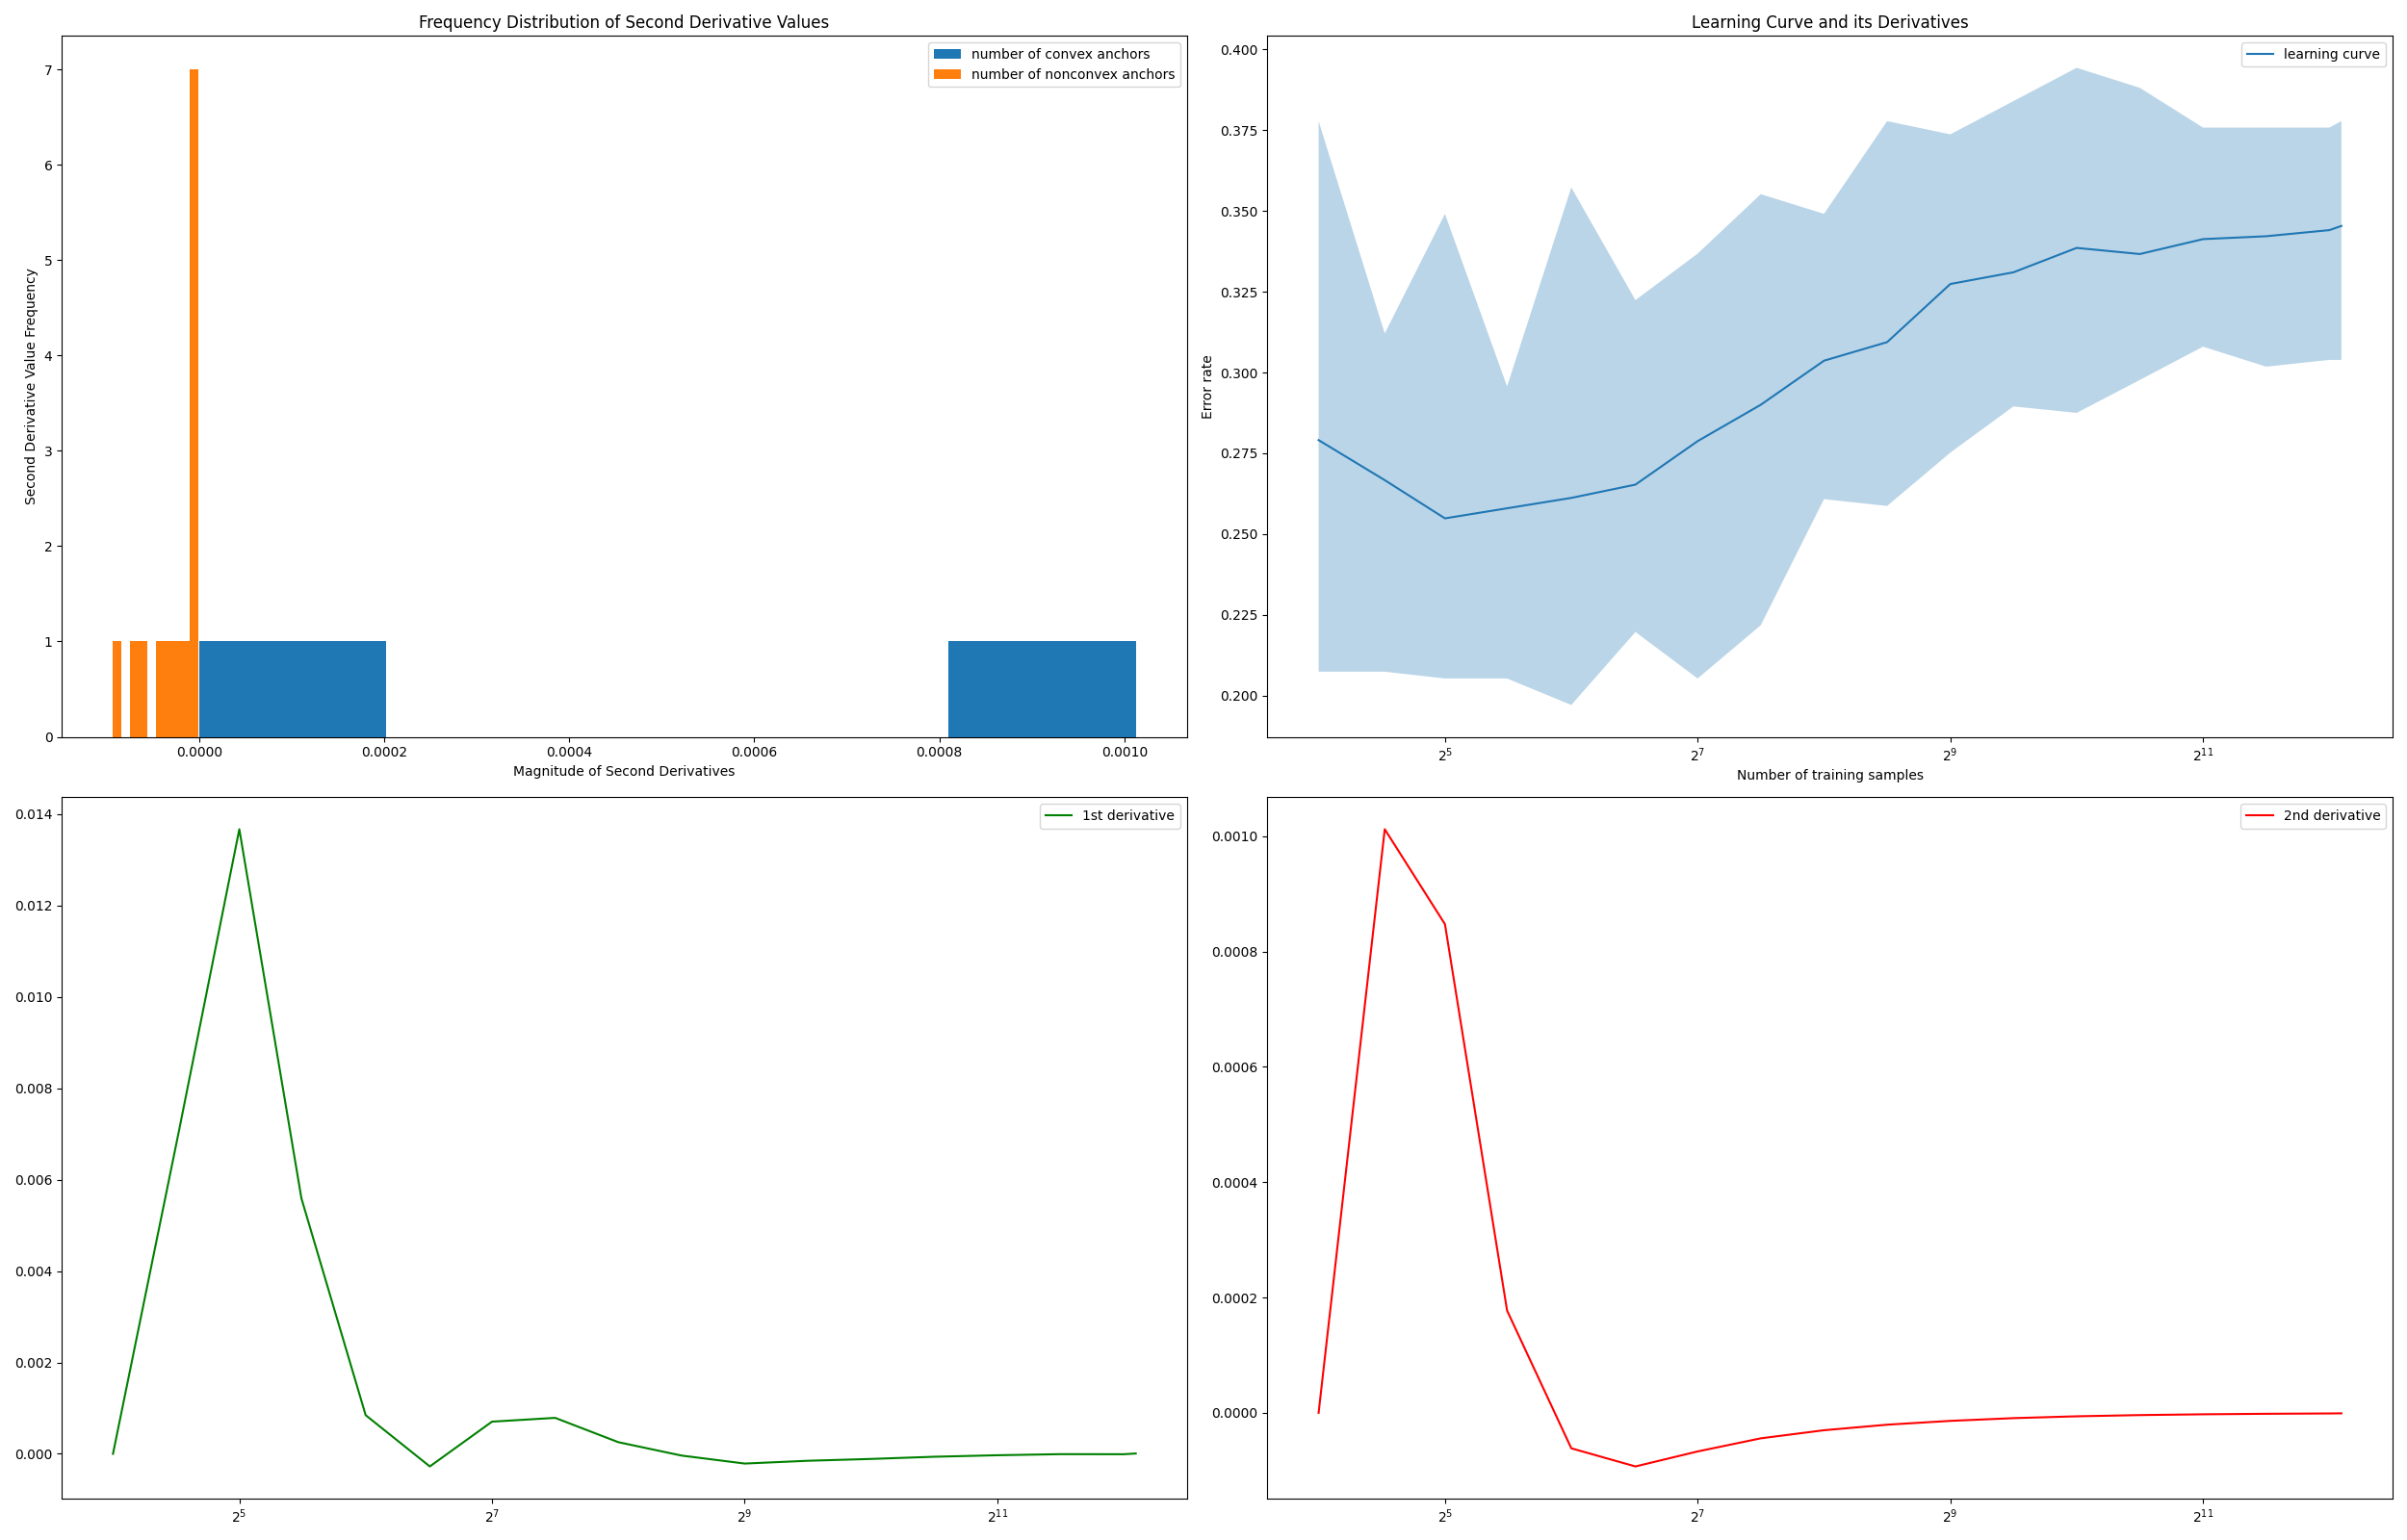 Frequency Distribution of Second Derivative Values
number of convex anchors
number of nonconvex anchors
7
6
5
4
3
2
1
0
Second Derivative Value Frequency
0.0000 0.0002 0.0004 0.0006 0.0008 0.0010
Magnitude of Second Derivatives
Learning Curve and its Derivatives
learning curve
0.400
0.375
0.350
0.325
0.300
0.275
0.250
0.225
0.200
Error rate
2^5 2^7 2^9 2^11
Number of training samples
1st derivative
0.014
0.012
0.010
0.008
0.006
0.004
0.002
0.000
2^5 2^7 2^9 2^11
2nd derivative
0.0010
0.0008
0.0006
0.0004
0.0002
0.0000
2^5 2^7 2^9 2^11